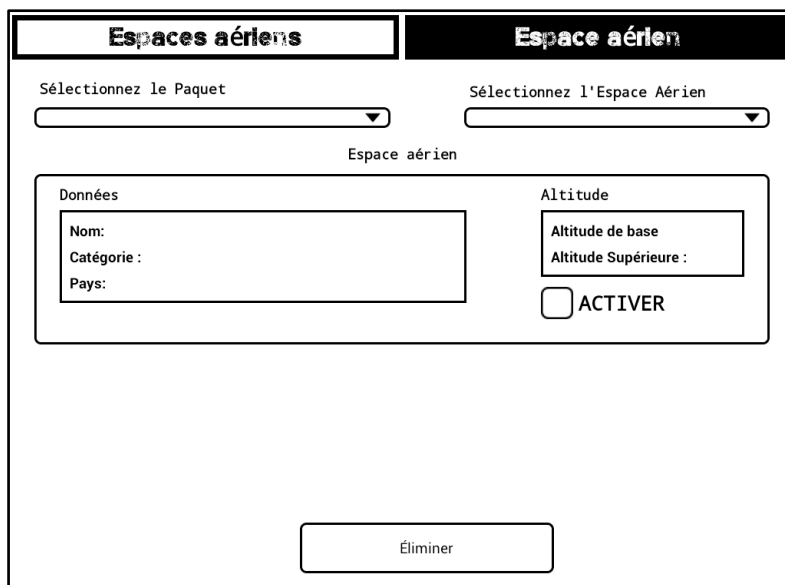 Espaces aériens
Espace aérien
Sélectionnez le Paquet
Sélectionnez l'Espace Aérien
Espace aérien
Données
Nom:
Catégorie :
Pays:
Altitude
Altitude de base
Altitude Supérieure :
ACTIVER
Éliminer